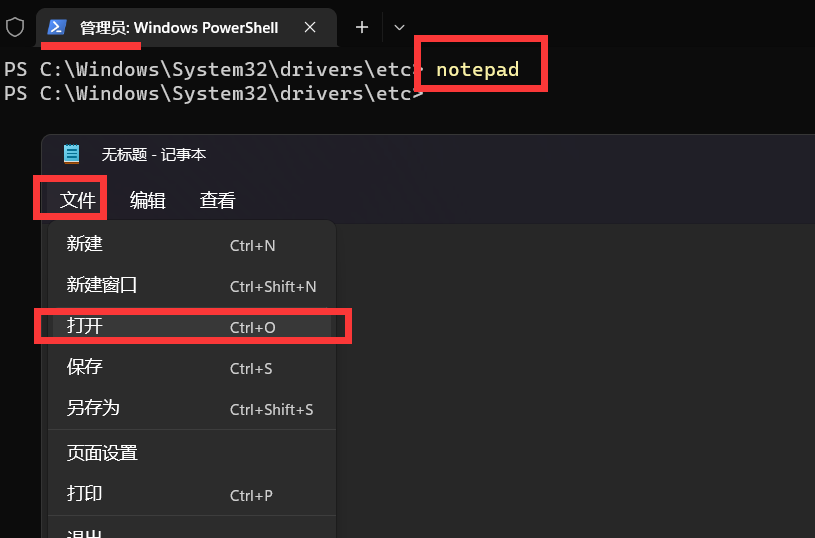 管理员: Windows PowerShell
PS C:\Windows\System32\drivers\etc> notepad
PS C:\Windows\System32\drivers\etc>
无标题 - 记事本
文件 编辑 查看
新建 Ctrl+N
新建窗口 Ctrl+Shift+N
打开 Ctrl+O
保存 Ctrl+S
另存为 Ctrl+Shift+S
页面设置
打印 Ctrl+P
退出